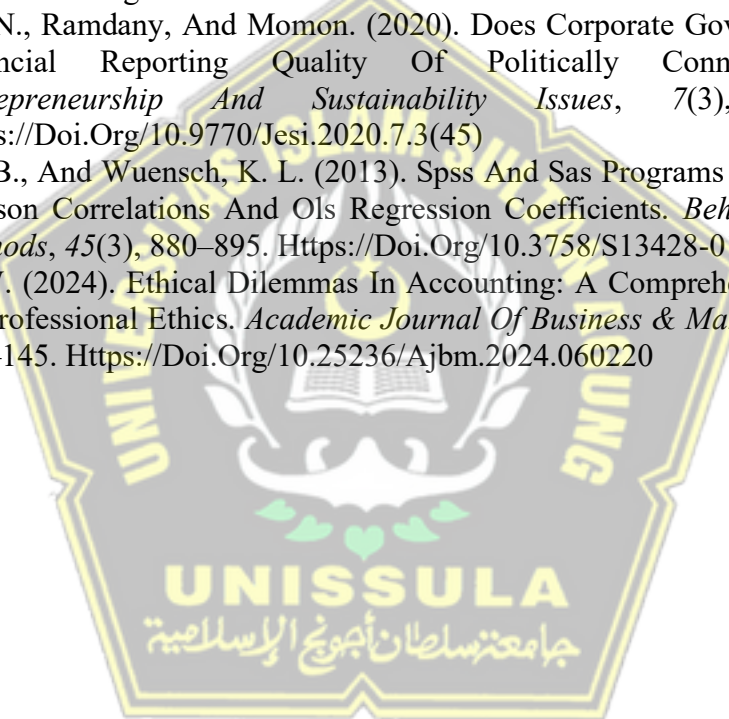 N., Ramdany, And Momon. (2020). Does Corporate Gov
ncial Reporting Quality Of Politically Conn
epreneurship And Sustainability Issues, 7(3),
s://Doi.Org/10.9770/Jesi.2020.7.3(45)
B., And Wuensch, K. L. (2013). Spss And Sas Programs
son Correlations And Ols Regression Coefficients. Beh
ods, 45(3), 880–895. Https://Doi.Org/10.3758/S13428-0
. (2024). Ethical Dilemmas In Accounting: A Comprehe
rofessional Ethics. Academic Journal Of Business & Ma
-145. Https://Doi.Org/10.25236/Ajbm.2024.060220
UNIVERSITAS ISLAM SULTAN AGUNG
UNISSULA
جامعة سلطان أجونج الإسلامية